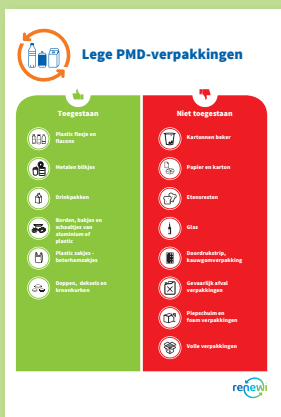 Lege PMD-verpakkingen
Toegestaan
Plastic flesje en
flacons
Metalen blikjes
Drinkpakken
Borden, bakjes en
schaaltjes van
aluminium of
plastic
Plastic zakjes -
boterhamzakjes
Doppen, deksels en
kroonkurken
Niet toegestaan
Kartonnen beker
Papier en karton
Etensresten
Glas
Doordrukstrip,
kauwgomverpakking
Gevaarlijk afval
verpakkingen
Piepschuim en
foam verpakkingen
Volle verpakkingen
renewi